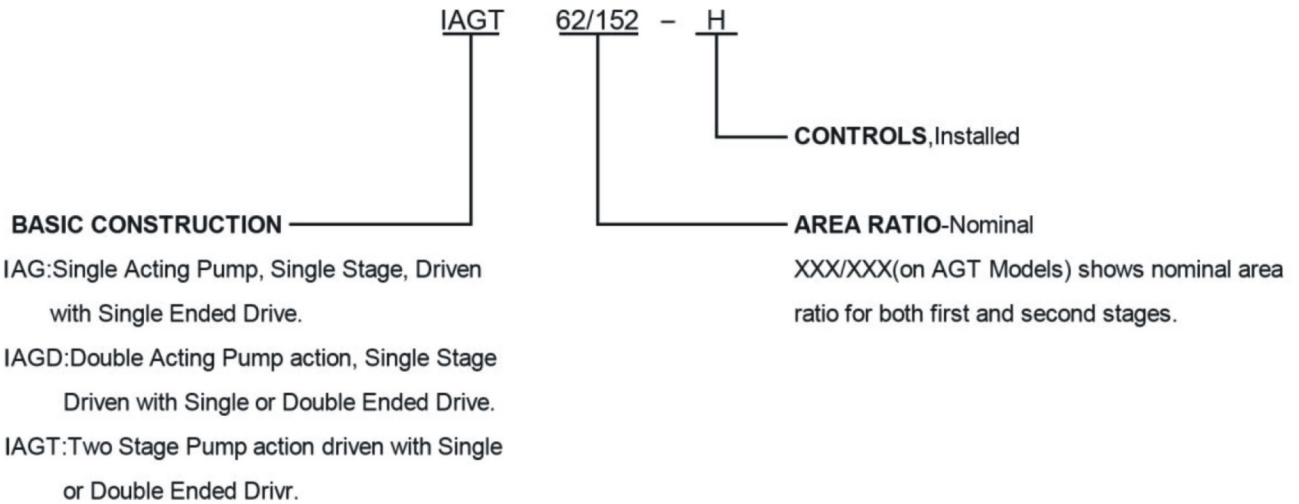 IAGT 62/152 – H
CONTROLS,Installed
BASIC CONSTRUCTION
IAG:Single Acting Pump, Single Stage, Driven
with Single Ended Drive.
IAGD:Double Acting Pump action, Single Stage
Driven with Single or Double Ended Drive.
IAGT:Two Stage Pump action driven with Single
or Double Ended Drivr.
AREA RATIO-Nominal
XXX/XXX(on AGT Models) shows nominal area
ratio for both first and second stages.